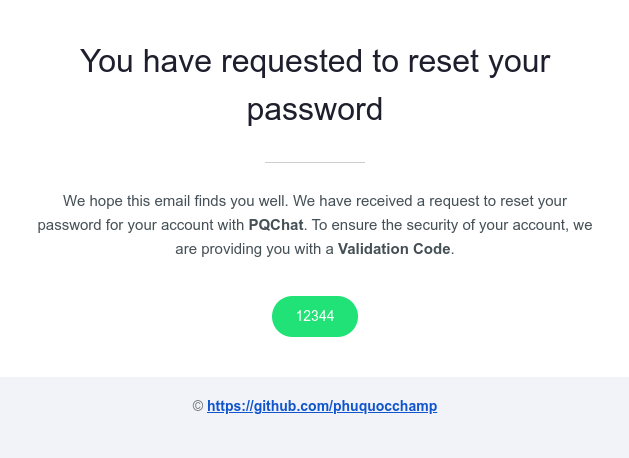 You have requested to reset your
password
We hope this email finds you well. We have received a request to reset your
password for your account with PQChat. To ensure the security of your account, we
are providing you with a Validation Code.
12344
© https://github.com/phuquocchamp